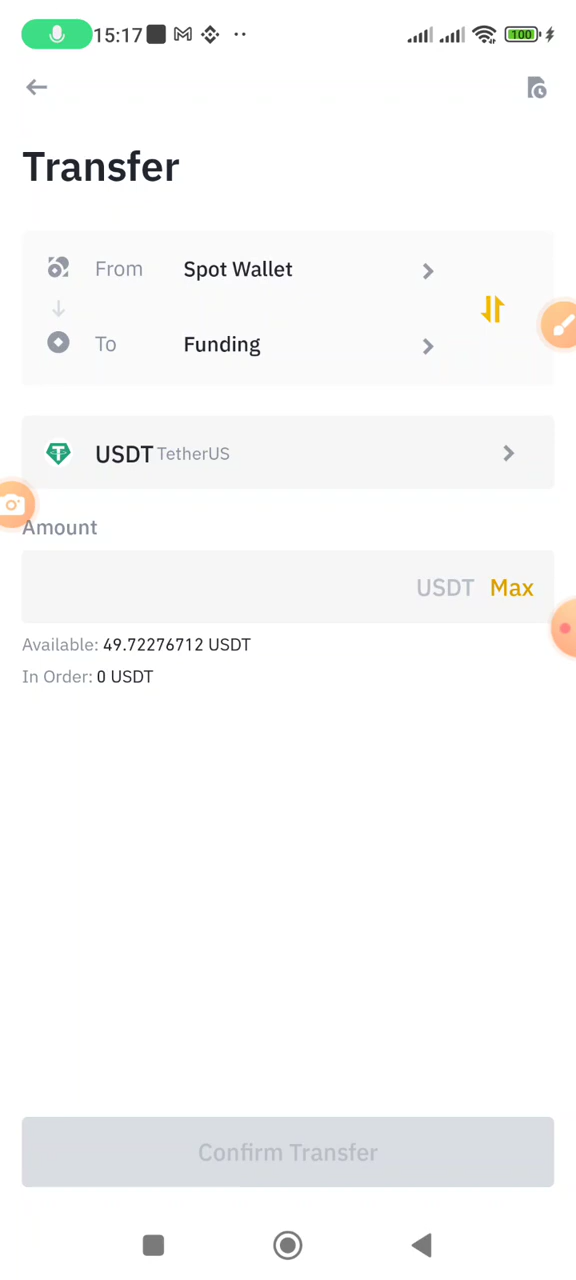 15:17
100
Transfer
From Spot Wallet
To Funding
USDT TetherUS
Amount
USDT Max
Available: 49.72276712 USDT
In Order: 0 USDT
Confirm Transfer